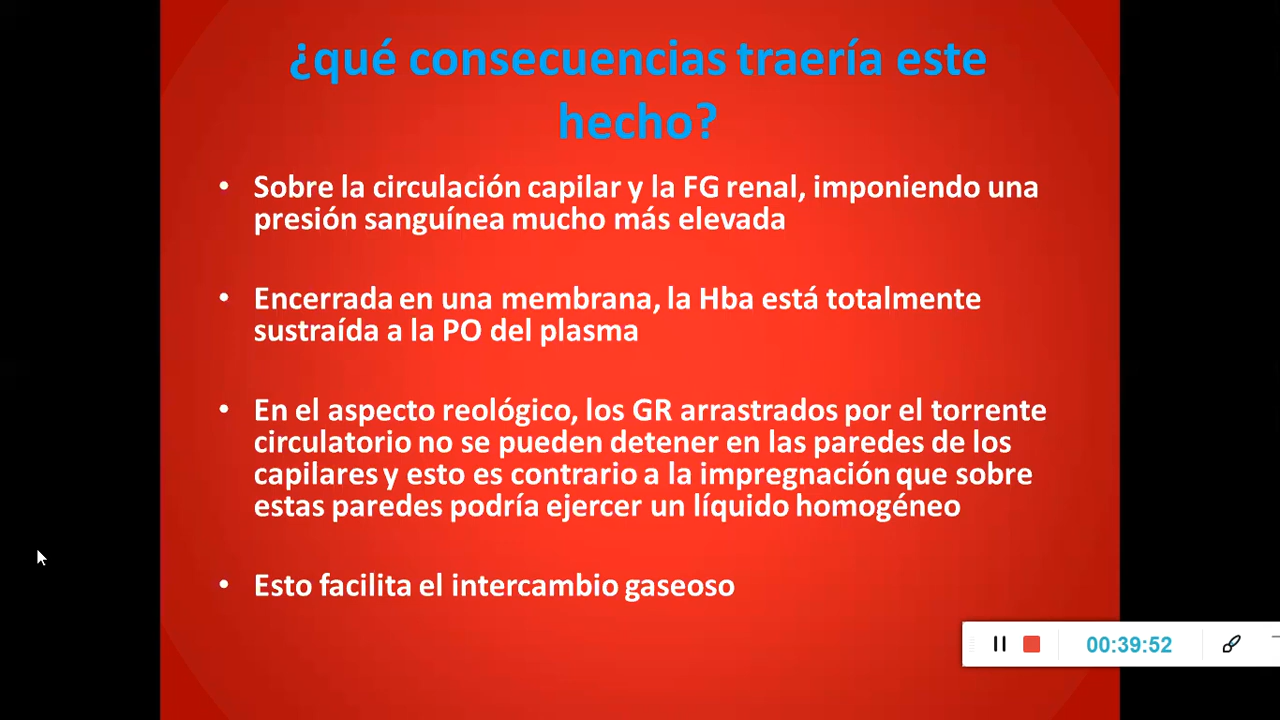 ¿qué consecuencias traería este
hecho?
• Sobre la circulación capilar y la FG renal, imponiendo una
presión sanguínea mucho más elevada
• Encerrada en una membrana, la Hba está totalmente
sustraída a la PO del plasma
• En el aspecto reológico, los GR arrastrados por el torrente
circulatorio no se pueden detener en las paredes de los
capilares y esto es contrario a la impregnación que sobre
estas paredes podría ejercer un líquido homogéneo
• Esto facilita el intercambio gaseoso
00:39:52